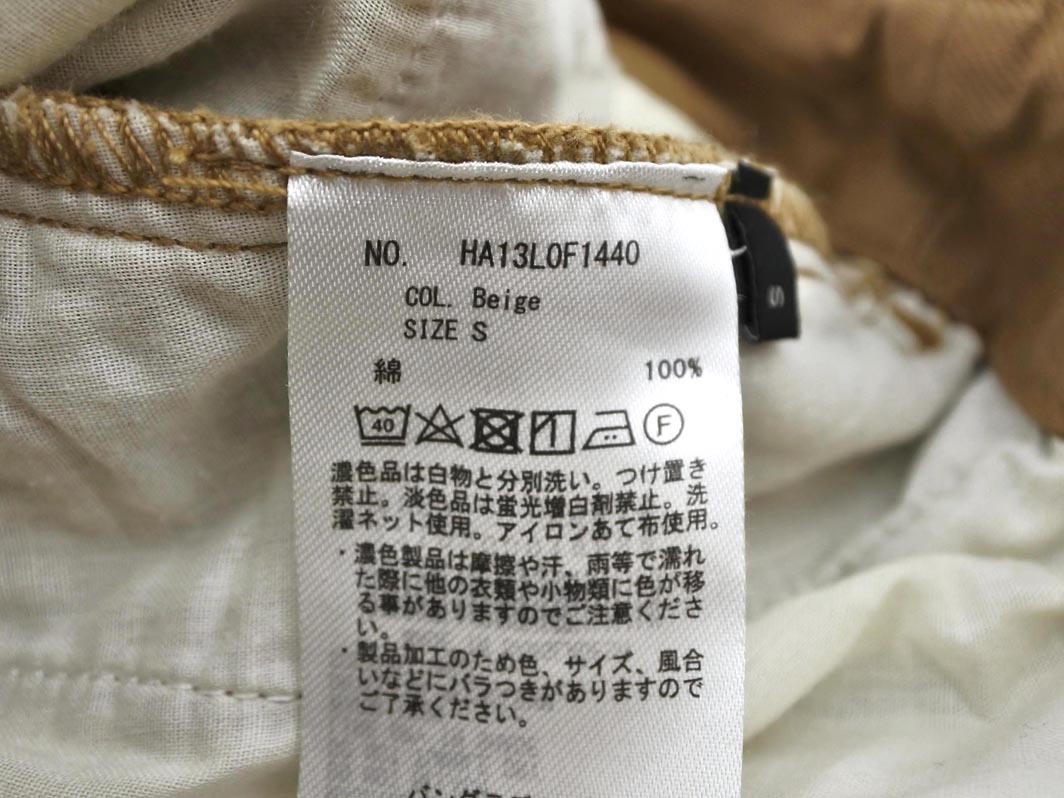 NO. HA13L0F1440
COL. Beige
SIZE S
S
綿 100%
40
F
濃色品は白物と分別洗い。つけ置き
禁止。淡色品は蛍光増白剤禁止。洗
濯ネット使用。アイロンあて布使用。
・濃色製品は摩擦や汗、雨等で濡れ
た際に他の衣類や小物類に色が移
る事がありますのでご注意くださ
い。
・製品加工のため色、サイズ、風合
いなどにバラつきがありますので
ご了承ください。